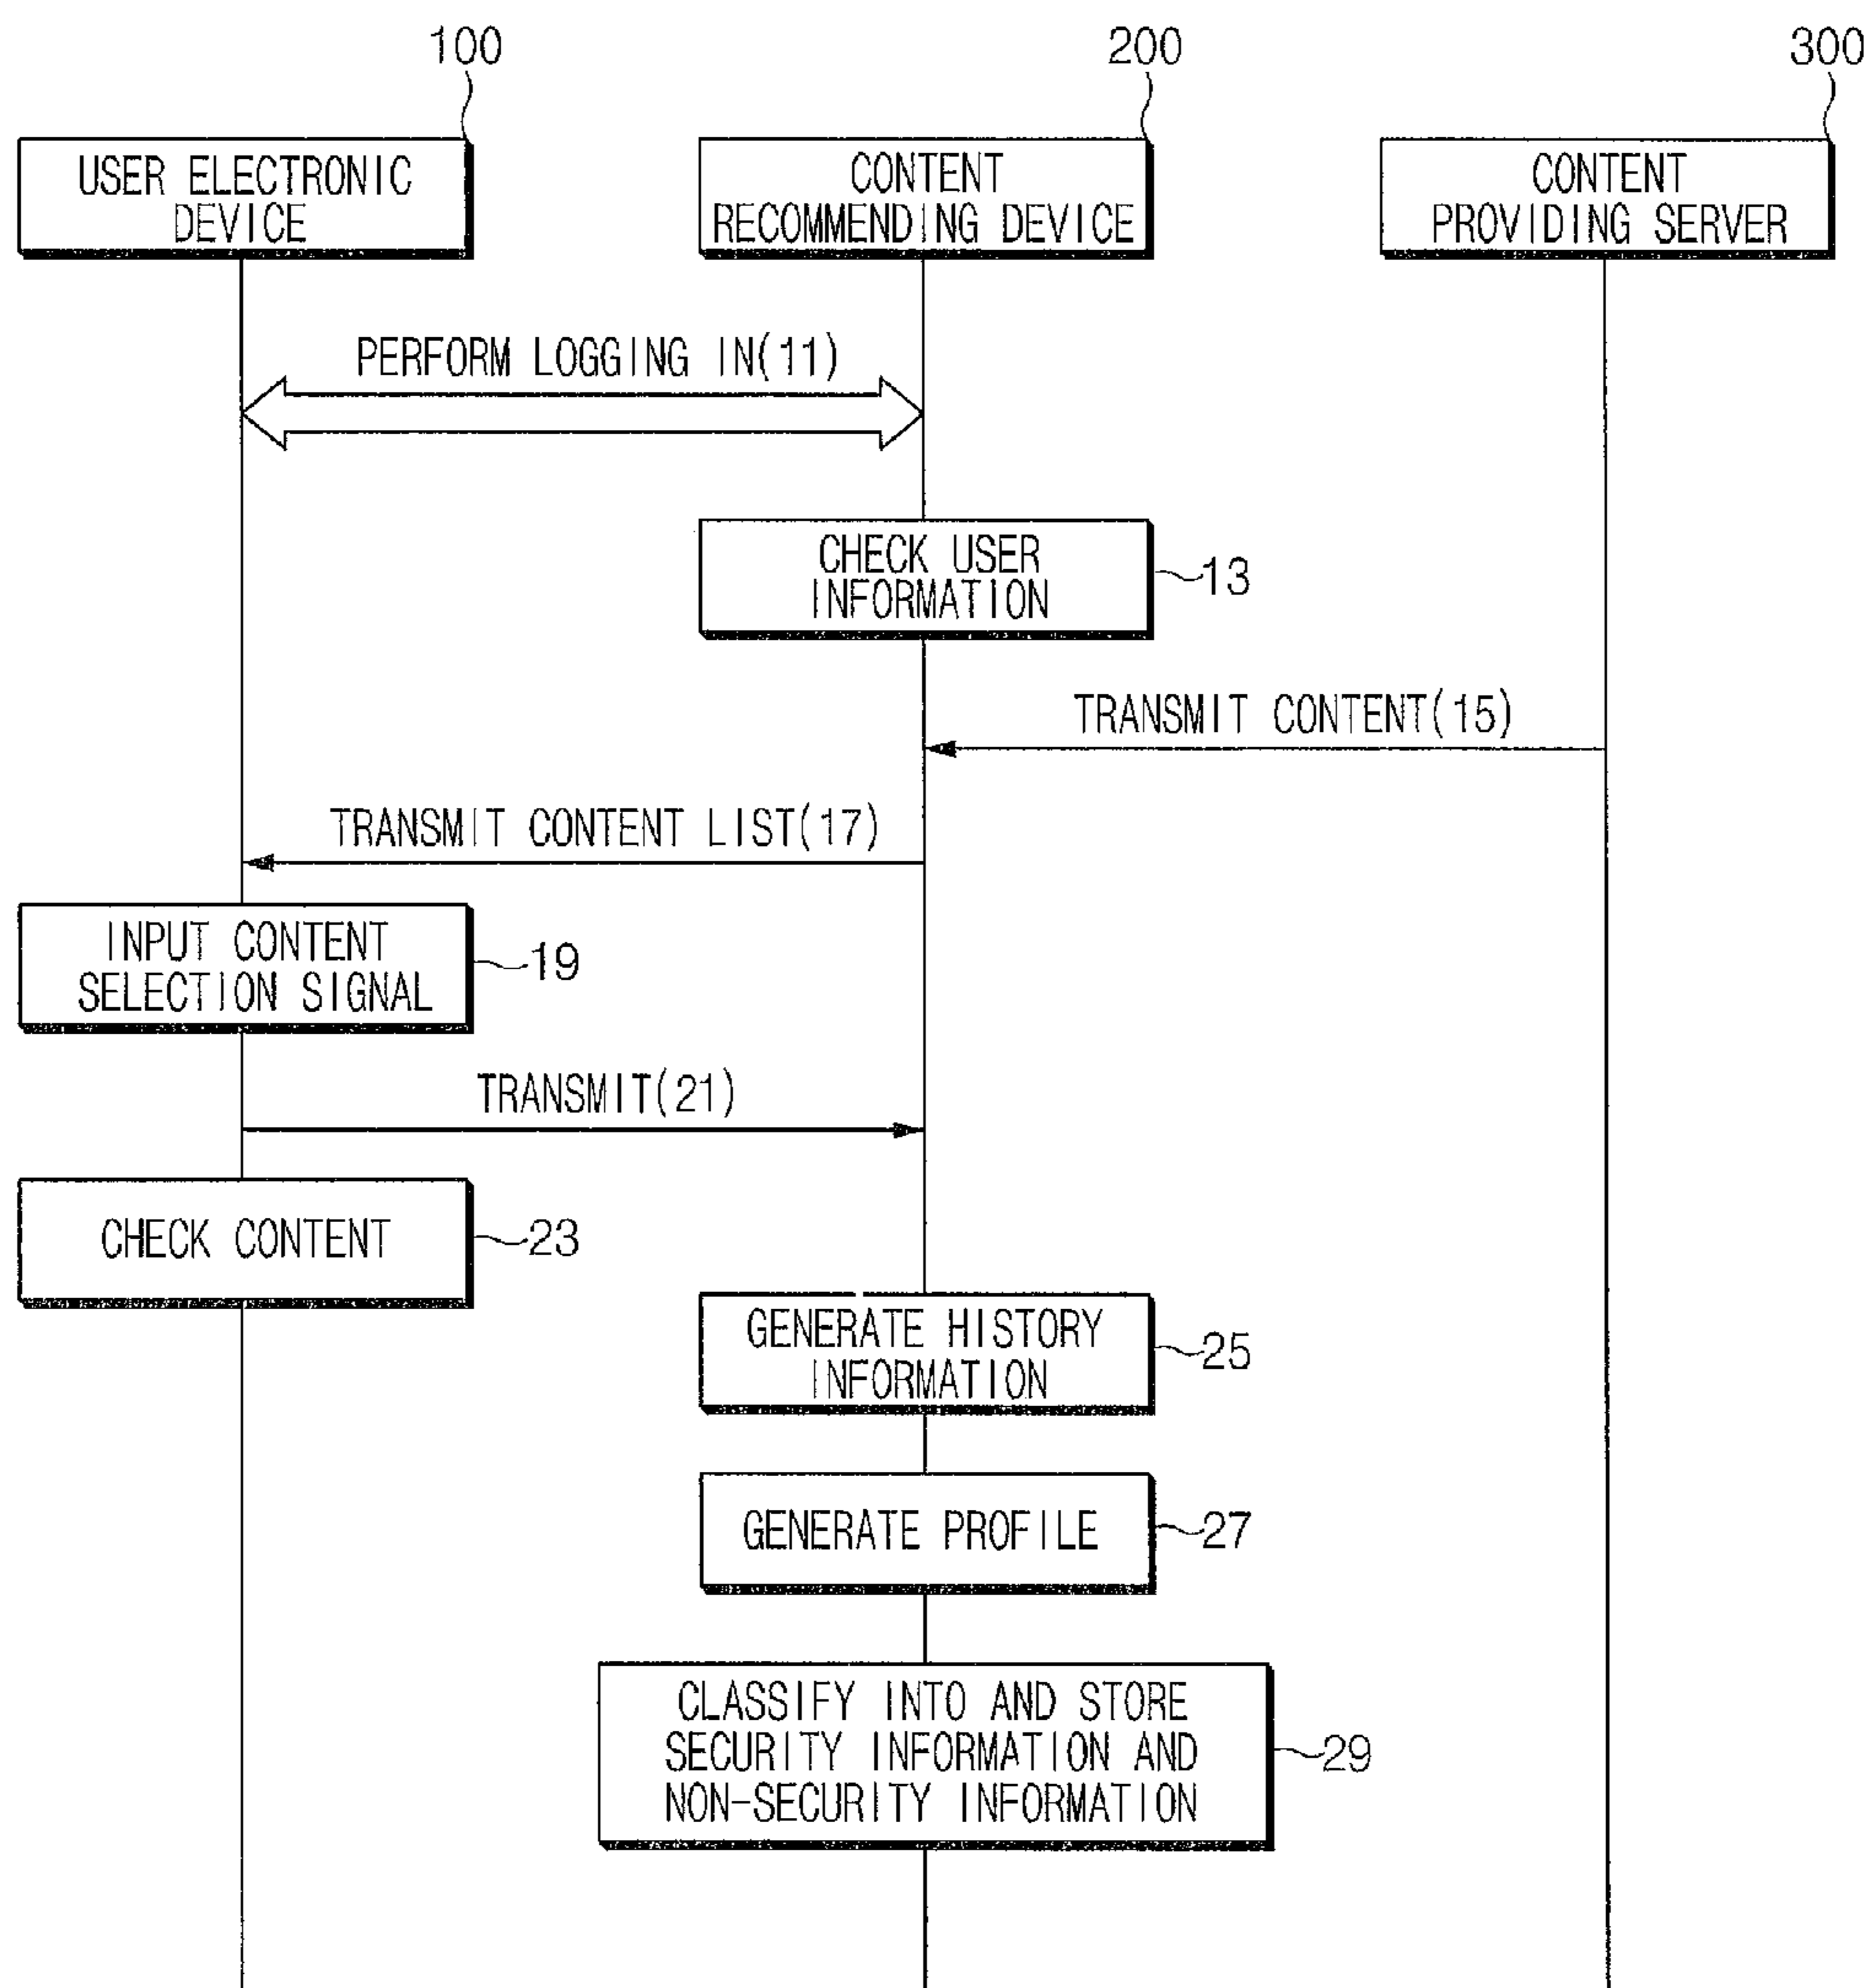 100
200
300
USER ELECTRONIC
DEVICE
CONTENT
RECOMMENDING DEVICE
CONTENT
PROVIDING SERVER
PERFORM LOGGING IN(11)
CHECK USER
INFORMATION
13
TRANSMIT CONTENT(15)
TRANSMIT CONTENT LIST(17)
INPUT CONTENT
SELECTION SIGNAL
19
TRANSMIT(21)
CHECK CONTENT
23
GENERATE HISTORY
INFORMATION
25
GENERATE PROFILE
27
CLASSIFY INTO AND STORE
SECURITY INFORMATION AND
NON-SECURITY INFORMATION
29